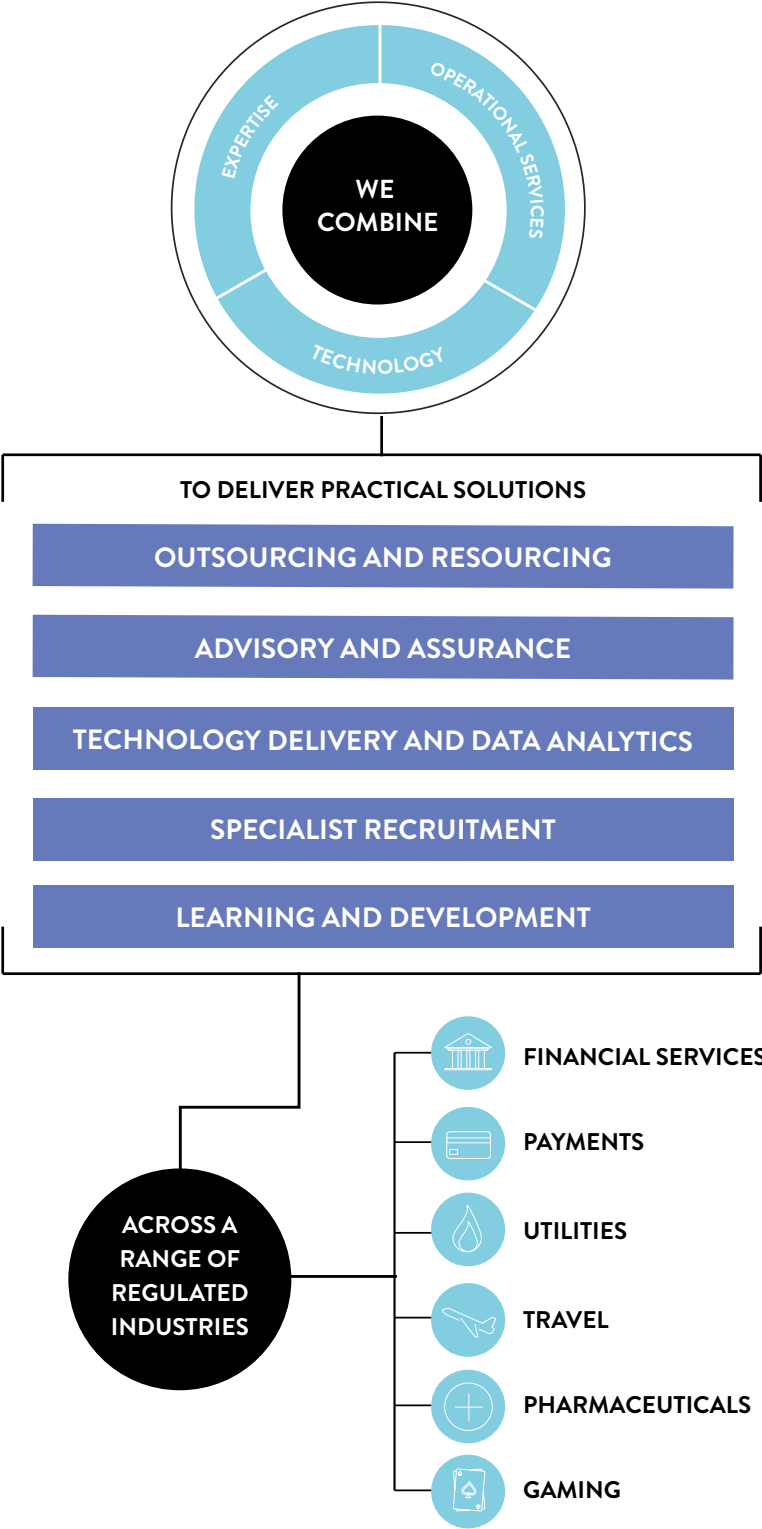 EXPERTISE
OPERATIONAL SERVICES
WE
COMBINE
TECHNOLOGY
TO DELIVER PRACTICAL SOLUTIONS
OUTSOURCING AND RESOURCING
ADVISORY AND ASSURANCE
TECHNOLOGY DELIVERY AND DATA ANALYTICS
SPECIALIST RECRUITMENT
LEARNING AND DEVELOPMENT
ACROSS A
RANGE OF
REGULATED
INDUSTRIES
FINANCIAL SERVICES
PAYMENTS
UTILITIES
TRAVEL
PHARMACEUTICALS
GAMING